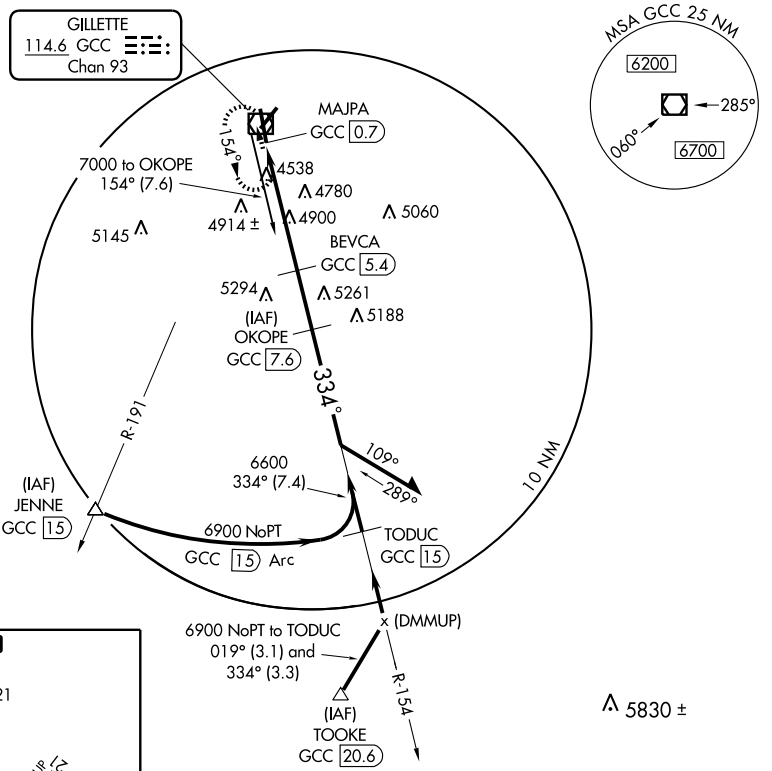 GILLETTE
114.6 GCC
Chan 93
MSA GCC 25 NM
6200
285°
060°
6700
MAJPA
GCC 0.7
154°
7000 to OKOPE
154° (7.6)
4538
4780
4914 ±
4900
5060
5145
BEVCA
GCC 5.4
5294
5261
5188
(IAF)
OKOPE
GCC 7.6
334°
R-191
109°
289°
10 NM
6600
334° (7.4)
(IAF)
JENNE
GCC 15
6900 NoPT
GCC 15 Arc
TODUC
GCC 15
(DMMUP)
6900 NoPT to TODUC
019° (3.1) and
334° (3.3)
R-154
(IAF)
TOOKE
GCC 20.6
5830 ±
21